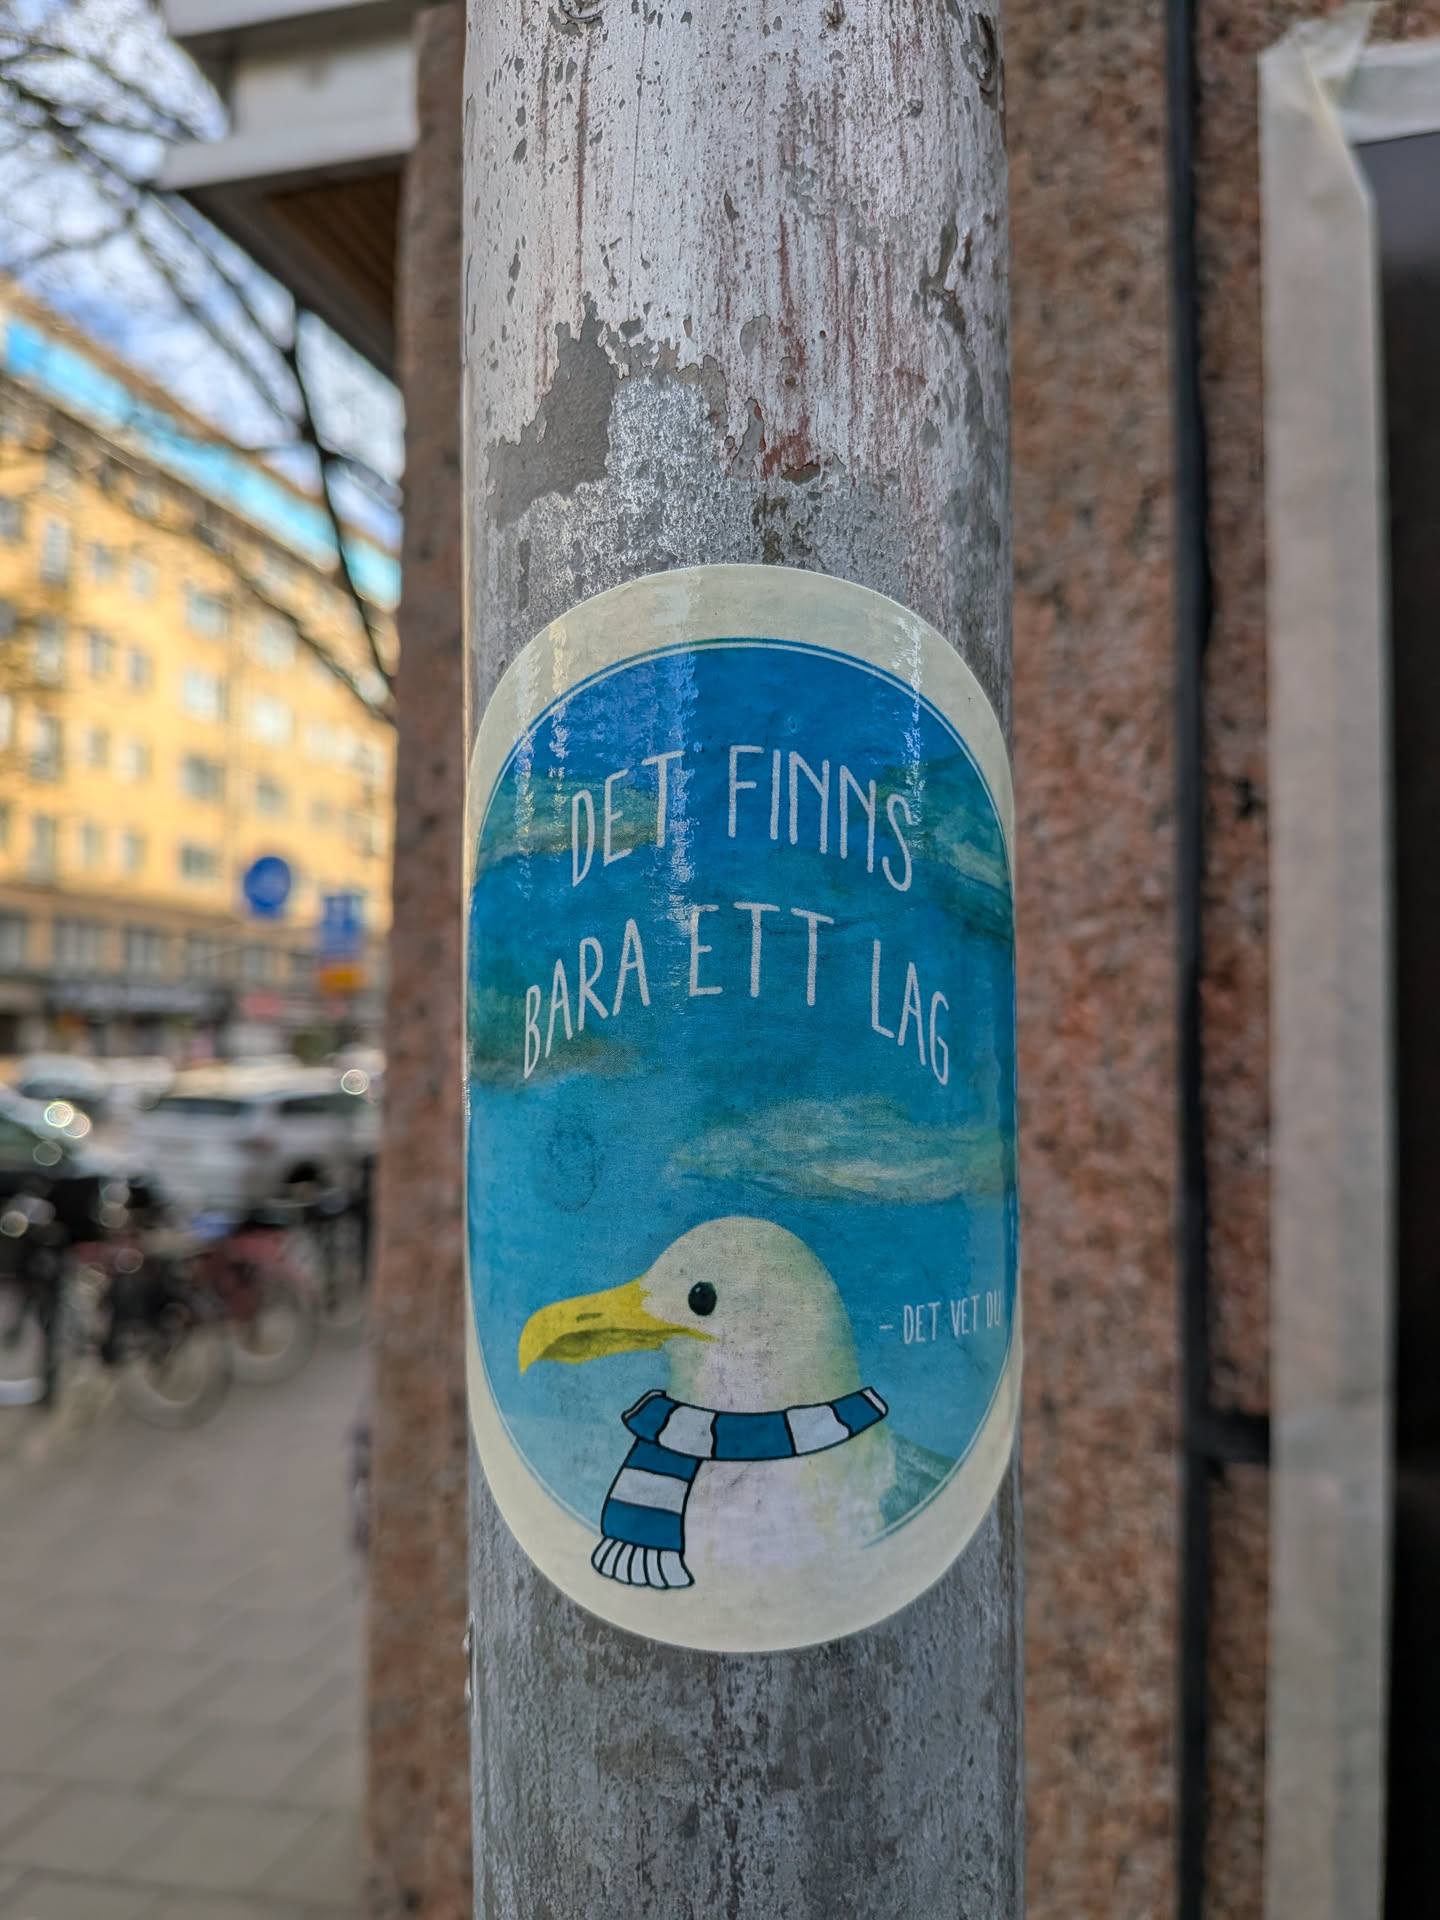 DET FINNS
BARA ETT LAG
- DET VET DU